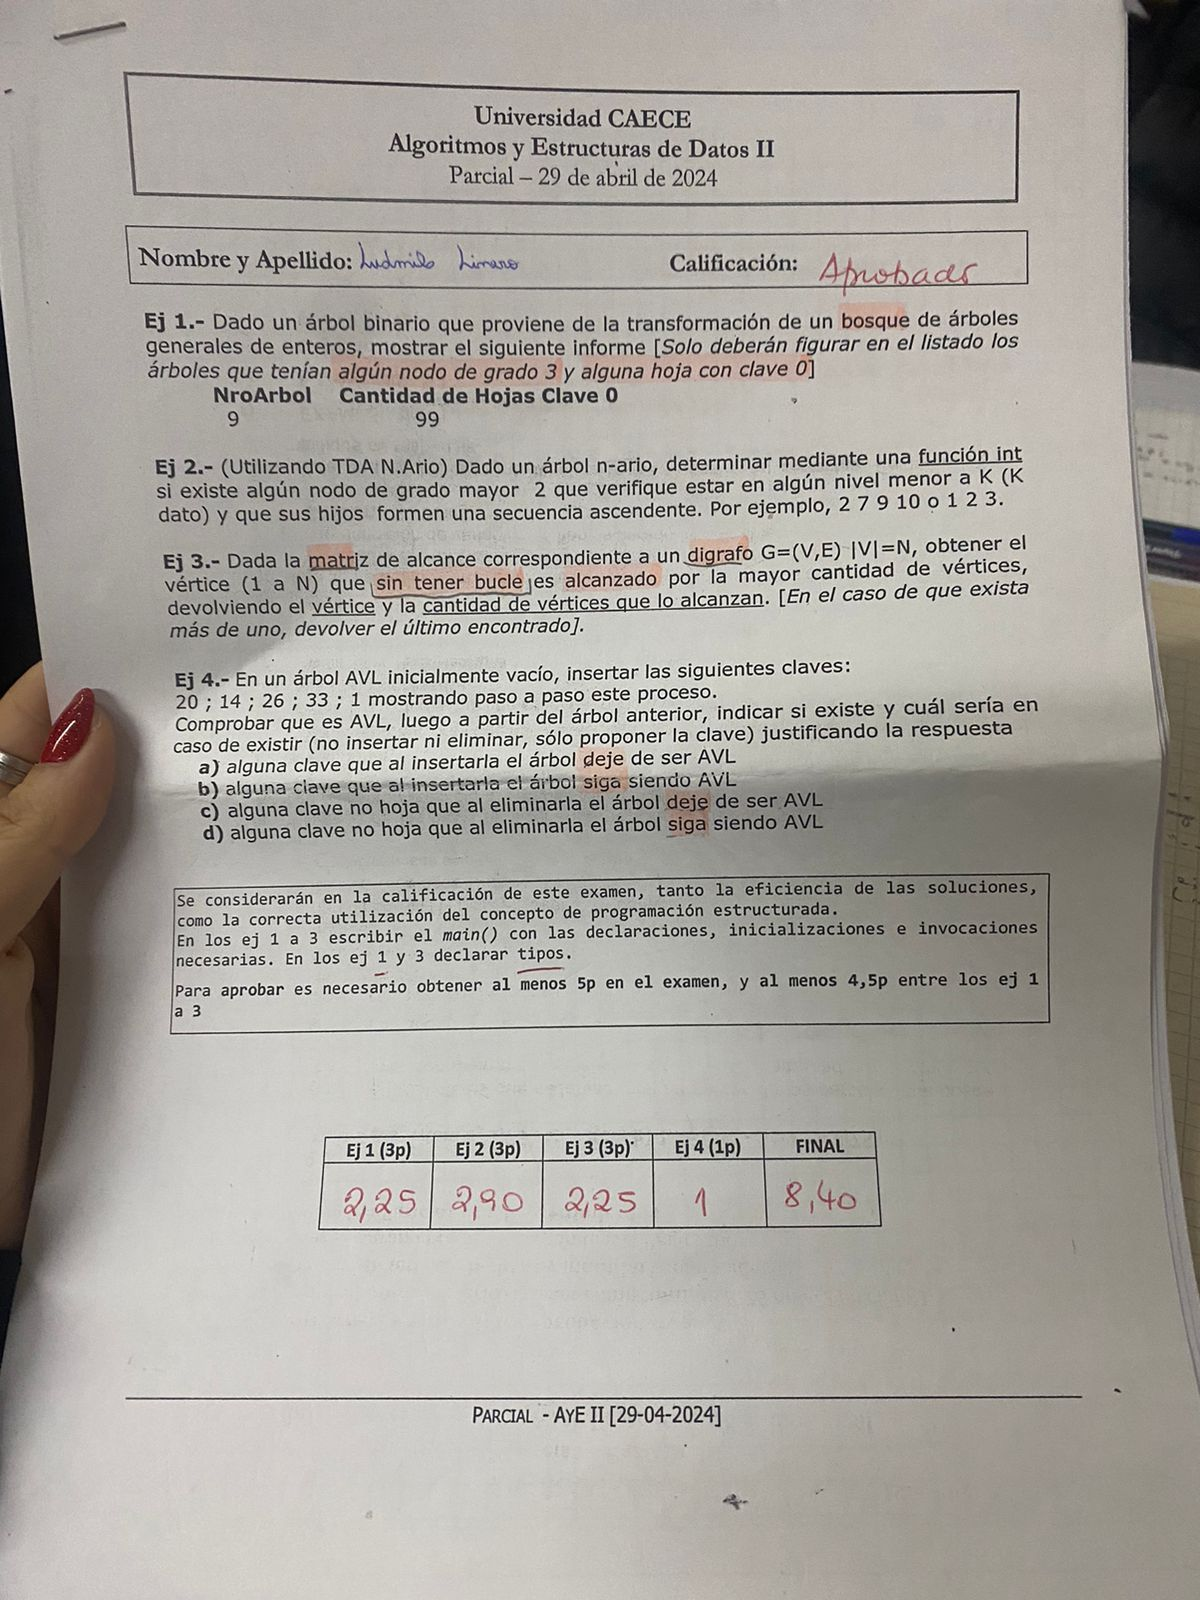 Universidad CAECE
Algoritmos y Estructuras de Datos II
Parcial – 29 de abril de 2024
Nombre y Apellido: Ludmila Linaro Calificación: Aprobado
Ej 1.- Dado un árbol binario que proviene de la transformación de un bosque de árboles
generales de enteros, mostrar el siguiente informe [Solo deberán figurar en el listado los
árboles que tenían algún nodo de grado 3 y alguna hoja con clave 0]
NroArbol Cantidad de Hojas Clave 0
9 99
Ej 2.- (Utilizando TDA N.Ario) Dado un árbol n-ario, determinar mediante una función int
si existe algún nodo de grado mayor 2 que verifique estar en algún nivel menor a K (K
dato) y que sus hijos formen una secuencia ascendente. Por ejemplo, 2 7 9 10 o 1 2 3.
Ej 3.- Dada la matriz de alcance correspondiente a un digrafo G=(V,E) |V|=N, obtener el
vértice (1 a N) que sin tener bucle es alcanzado por la mayor cantidad de vértices,
devolviendo el vértice y la cantidad de vértices que lo alcanzan. [En el caso de que exista
más de uno, devolver el último encontrado].
Ej 4.- En un árbol AVL inicialmente vacío, insertar las siguientes claves:
20 ; 14 ; 26 ; 33 ; 1 mostrando paso a paso este proceso.
Comprobar que es AVL, luego a partir del árbol anterior, indicar si existe y cuál sería en
caso de existir (no insertar ni eliminar, sólo proponer la clave) justificando la respuesta
a) alguna clave que al insertarla el árbol deje de ser AVL
b) alguna clave que al insertarla el árbol siga siendo AVL
c) alguna clave no hoja que al eliminarla el árbol deje de ser AVL
d) alguna clave no hoja que al eliminarla el árbol siga siendo AVL
Se considerarán en la calificación de este examen, tanto la eficiencia de las soluciones,
como la correcta utilización del concepto de programación estructurada.
En los ej 1 a 3 escribir el main() con las declaraciones, inicializaciones e invocaciones
necesarias. En los ej 1 y 3 declarar tipos.
Para aprobar es necesario obtener al menos 5p en el examen, y al menos 4,5p entre los ej 1
a 3
Ej 1 (3p) Ej 2 (3p) Ej 3 (3p) Ej 4 (1p) FINAL
2,25 2,90 2,25 1 8,40
PARCIAL - AYE II [29-04-2024]